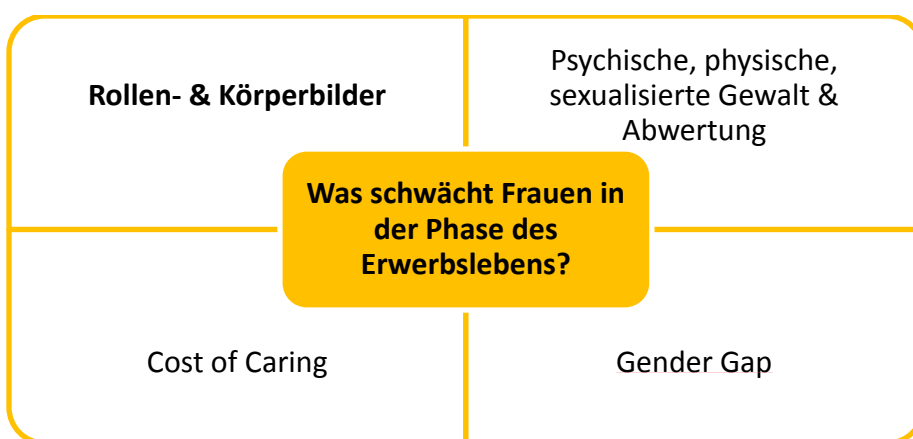 Rollen- & Körperbilder
Psychische, physische,
sexualisierte Gewalt &
Abwertung
Was schwächt Frauen in
der Phase des
Erwerbslebens?
Cost of Caring
Gender Gap